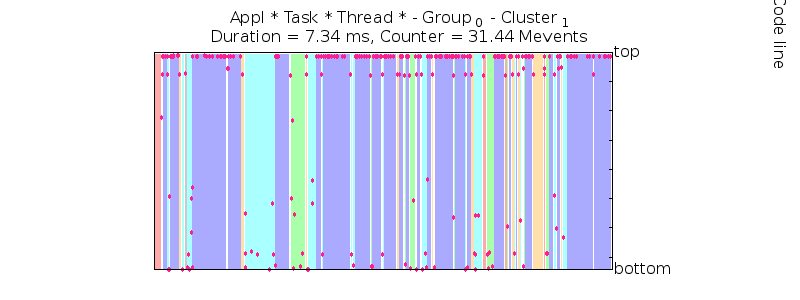 Appl * Task * Thread * - Group 0 - Cluster 1
Duration = 7.34 ms, Counter = 31.44 Mevents
top
bottom
Code line